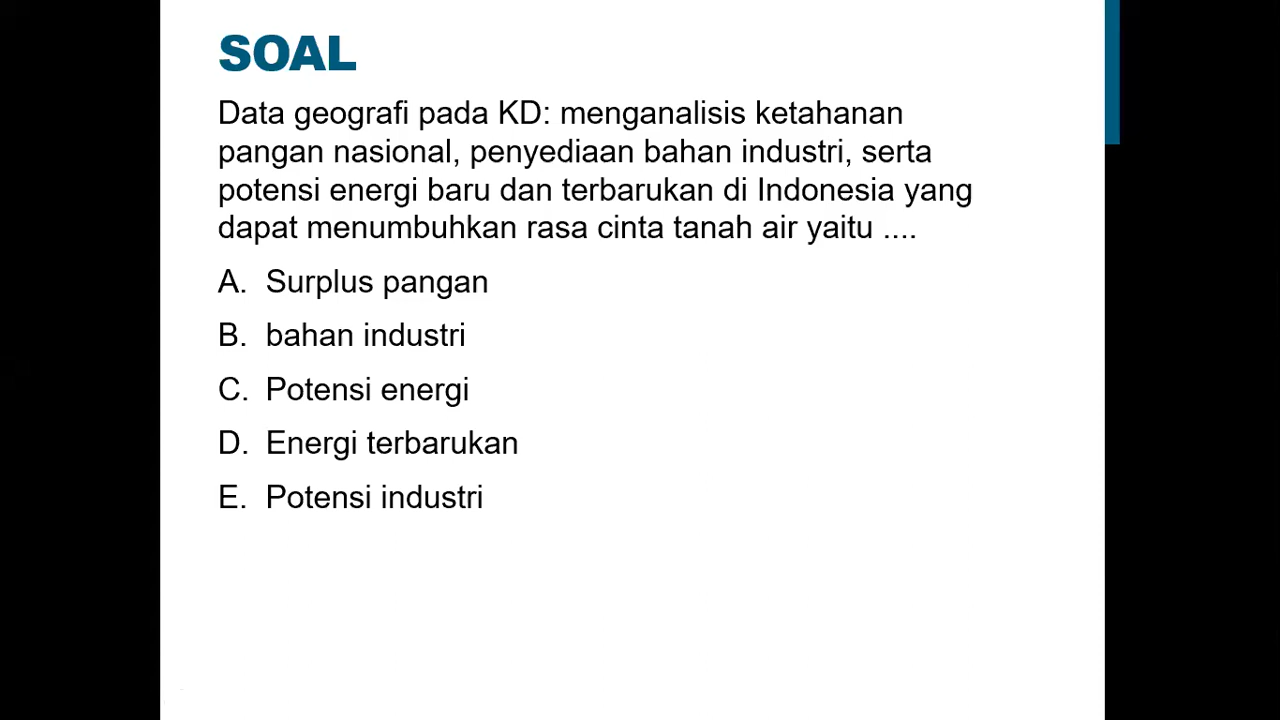 SOAL
Data geografi pada KD: menganalisis ketahanan
pangan nasional, penyediaan bahan industri, serta
potensi energi baru dan terbarukan di Indonesia yang
dapat menumbuhkan rasa cinta tanah air yaitu ....
A. Surplus pangan
B. bahan industri
C. Potensi energi
D. Energi terbarukan
E. Potensi industri